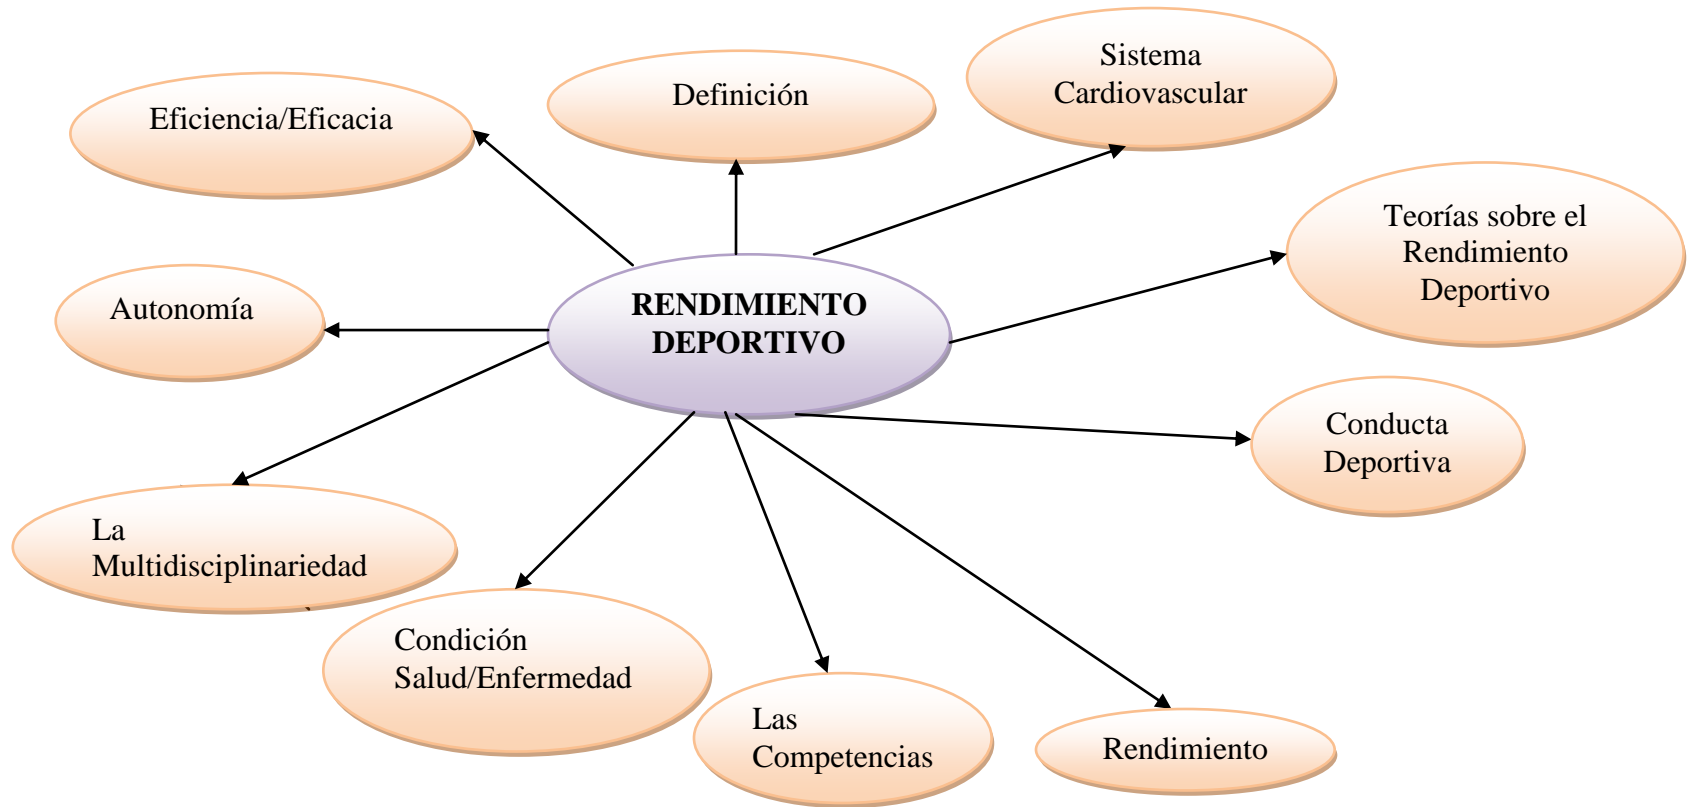 Sistema
Cardiovascular
Definición
Eficiencia/Eficacia
Teorías sobre el
Rendimiento
Deportivo
RENDIMIENTO
DEPORTIVO
Autonomía
Conducta
Deportiva
La
Multidisciplinariedad
Condición
Salud/Enfermedad
Las
Competencias
Rendimiento